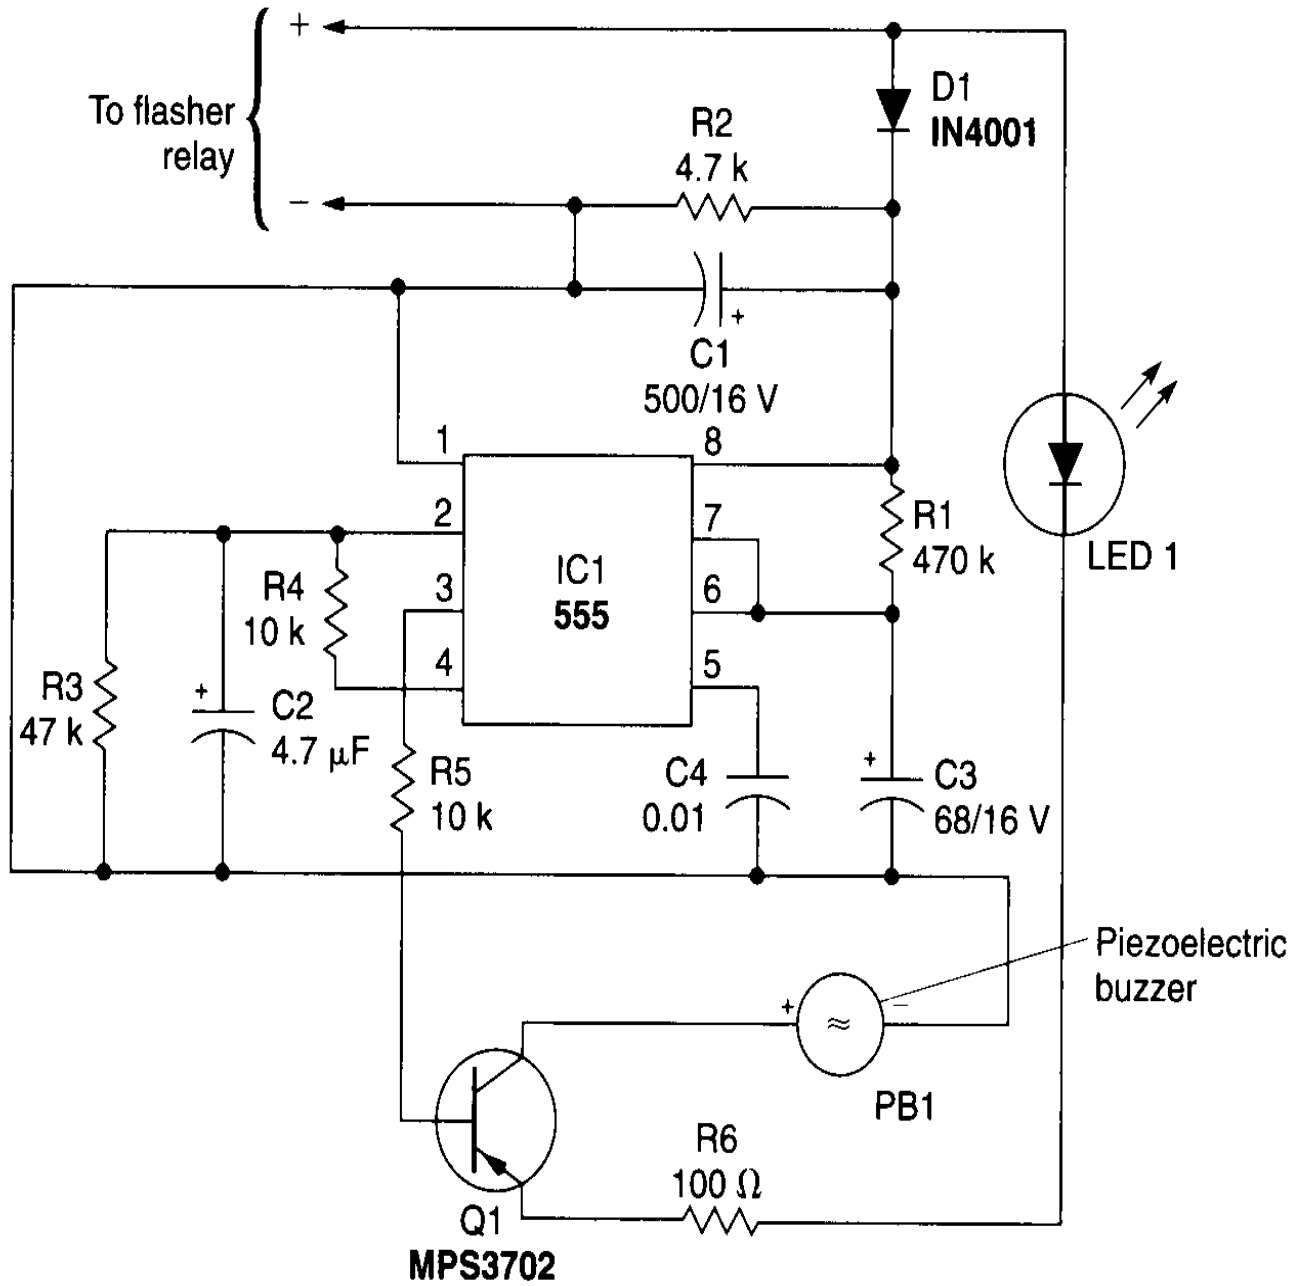 +
To flasher
relay
−
D1
IN4001
R2
4.7 k
+
C1
500/16 V
1
8
2
7
3
6
4
5
IC1
555
R1
470 k
LED 1
R4
10 k
R3
47 k
+
C2
4.7 μF
R5
10 k
C4
0.01
+
C3
68/16 V
Piezoelectric
buzzer
+
≈
−
PB1
R6
100 Ω
Q1
MPS3702